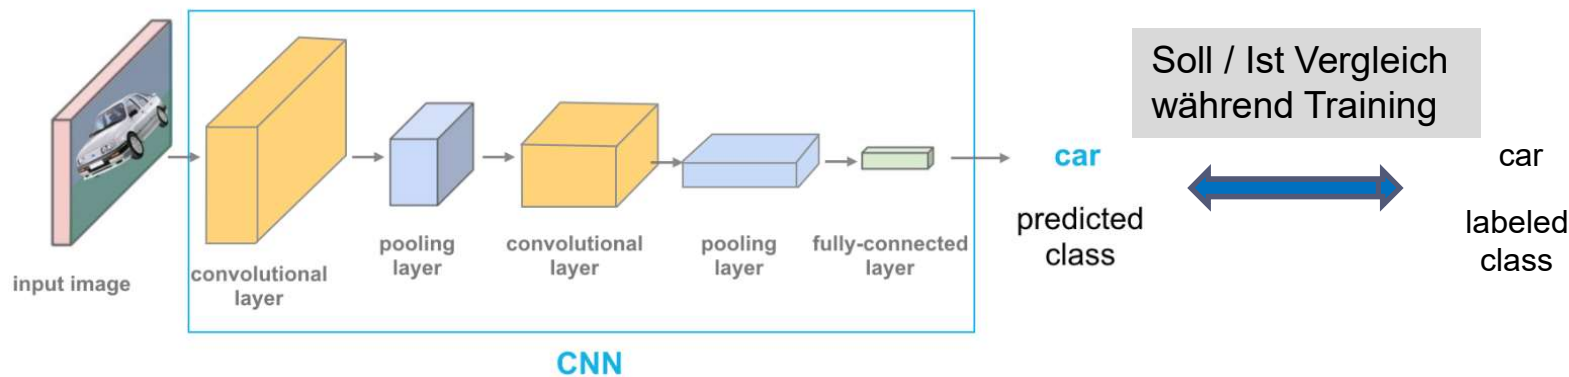 Soll / Ist Vergleich
während Training
car
car
predicted
class
labeled
class
input image
convolutional
layer
pooling
layer
convolutional
layer
pooling
layer
fully-connected
layer
CNN